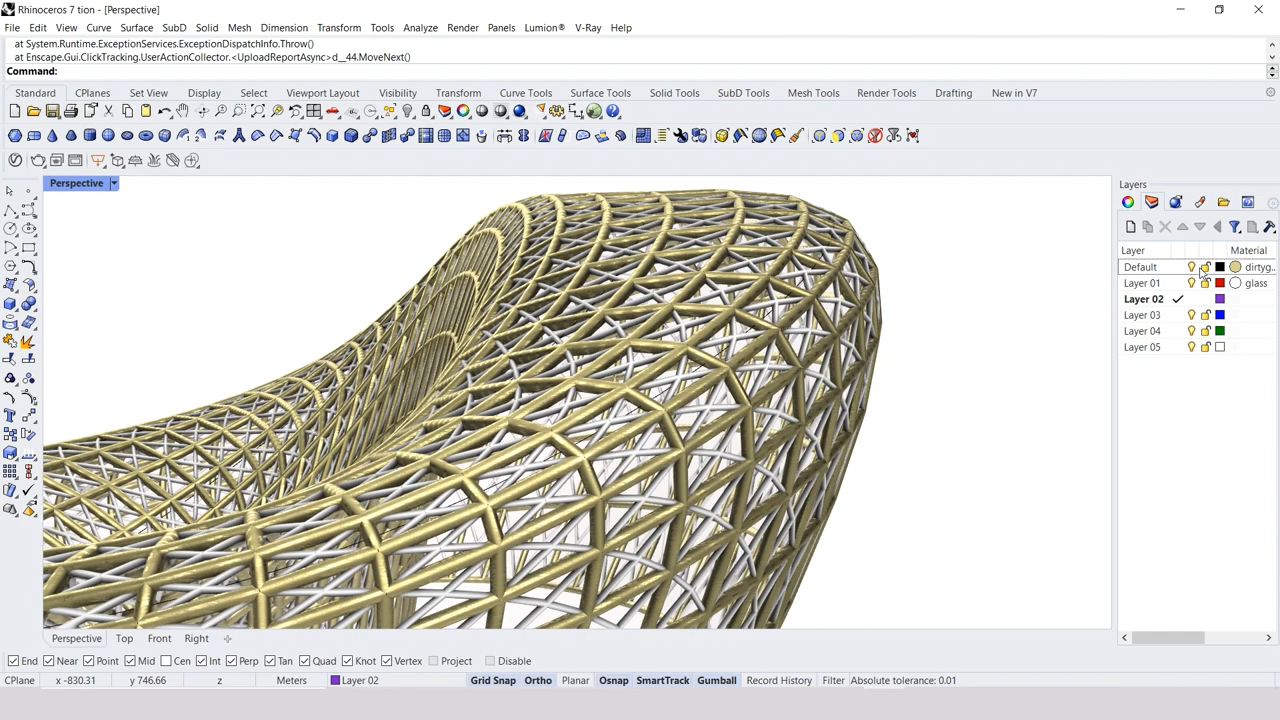 Rhinoceros 7 tion - [Perspective]
File Edit View Curve Surface SubD Solid Mesh Dimension Transform Tools Analyze Render Panels Lumion® V-Ray Help
at System.Runtime.ExceptionServices.ExceptionDispatchInfo.Throw()
at Enscape.Gui.ClickTracking.UserActionCollector.<UploadReportAsync>d__44.MoveNext()
Command:
Standard CPlanes Set View Display Select Viewport Layout Visibility Transform Curve Tools Surface Tools Solid Tools SubD Tools Mesh Tools Render Tools Drafting New in V7
Perspective
Layers
Layer Material
Default dirtyg...
Layer 01 glass
Layer 02
Layer 03
Layer 04
Layer 05
Perspective Top Front Right
End Near Point Mid Cen Int Perp Tan Quad Knot Vertex Project Disable
CPlane x -830.31 y 746.66 z Meters Layer 02 Grid Snap Ortho Planar Osnap SmartTrack Gumball Record History Filter Absolute tolerance: 0.01